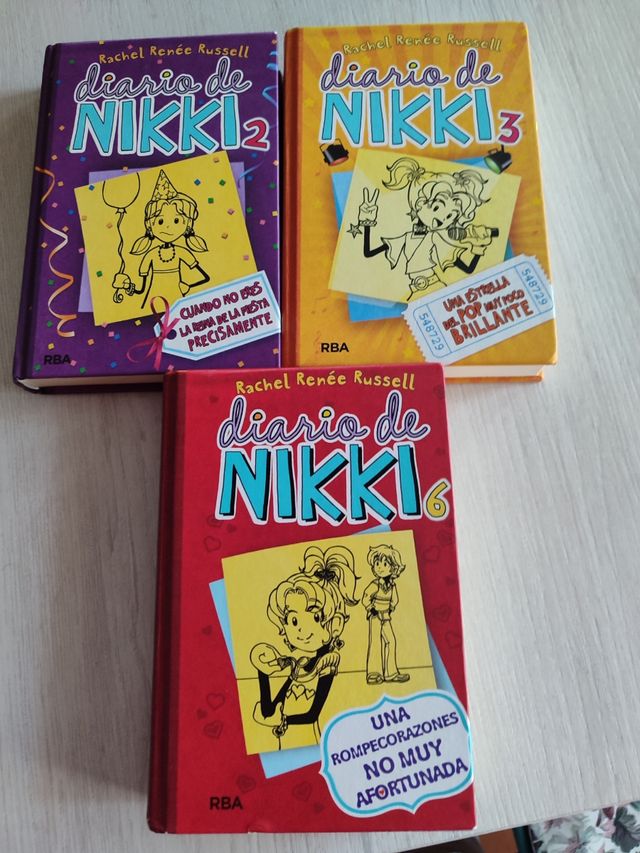 Rachel Renée Russell
diario de
NIKKI 2
CUANDO NO ERES
LA REINA DE LA FIESTA
PRECISAMENTE
RBA
Rachel Renée Russell
diario de
NIKKI 3
548729
UNA ESTRELLA
DEL POP MUY POCO
BRILLANTE
548729
RBA
Rachel Renée Russell
diario de
NIKKI 6
UNA
ROMPECORAZONES
NO MUY
AFORTUNADA
RBA